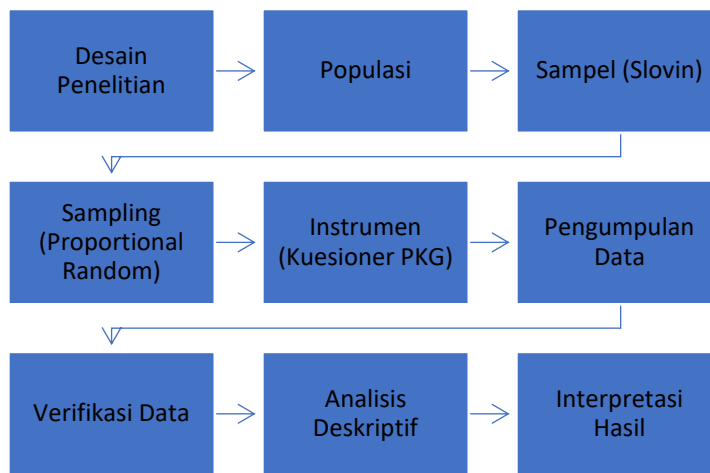 Desain
Penelitian
Populasi
Sampel (Slovin)
Sampling
(Proportional
Random)
Instrumen
(Kuesioner PKG)
Pengumpulan
Data
Verifikasi Data
Analisis
Deskriptif
Interpretasi
Hasil